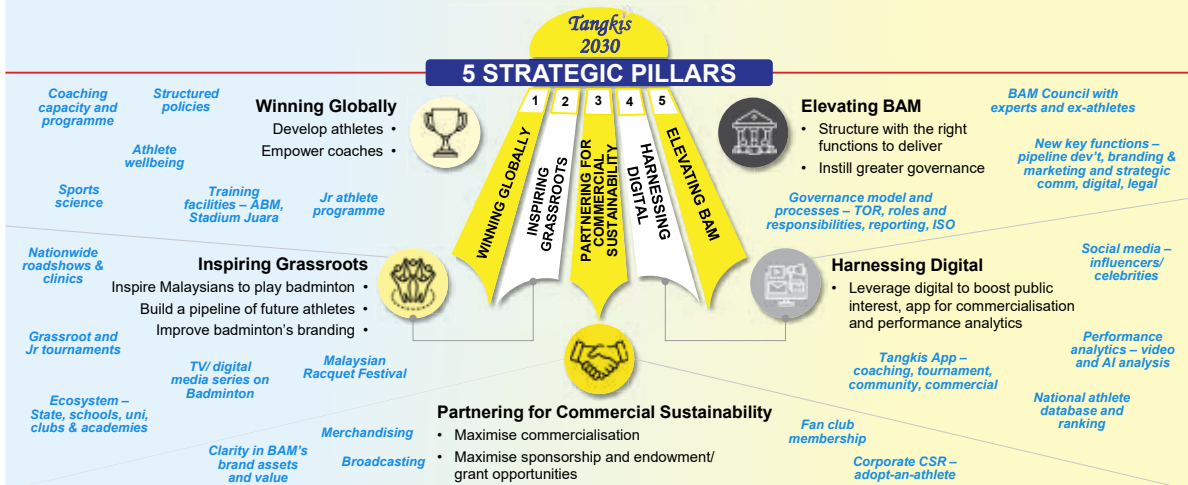 Tangkis
2030
5 STRATEGIC PILLARS
1
2
3
4
5
WINNING GLOBALLY
INSPIRING
GRASSROOTS
PARTNERING FOR
COMMERCIAL
SUSTAINABILITY
HARNESSING
DIGITAL
ELEVATING BAM
Winning Globally
Develop athletes •
Empower coaches •
Coaching
capacity and
programme
Structured
policies
Athlete
wellbeing
Sports
science
Training
facilities – ABM,
Stadium Juara
Jr athlete
programme
Inspiring Grassroots
Inspire Malaysians to play badminton •
Build a pipeline of future athletes •
Improve badminton's branding •
Nationwide
roadshows &
clinics
Grassroot and
Jr tournaments
TV/ digital
media series on
Badminton
Malaysian
Racquet Festival
Ecosystem –
State, schools, uni,
clubs & academies
Partnering for Commercial Sustainability
• Maximise commercialisation
• Maximise sponsorship and endowment/
grant opportunities
Merchandising
Clarity in BAM's
brand assets
and value
Broadcasting
Fan club
membership
Corporate CSR –
adopt-an-athlete
Harnessing Digital
• Leverage digital to boost public
interest, app for commercialisation
and performance analytics
Social media –
influencers/
celebrities
Performance
analytics – video
and AI analysis
Tangkis App –
coaching, tournament,
community, commercial
National athlete
database and
ranking
Elevating BAM
• Structure with the right
functions to deliver
• Instill greater governance
BAM Council with
experts and ex-athletes
New key functions –
pipeline dev't, branding &
marketing and strategic
comm, digital, legal
Governance model and
processes – TOR, roles and
responsibilities, reporting, ISO